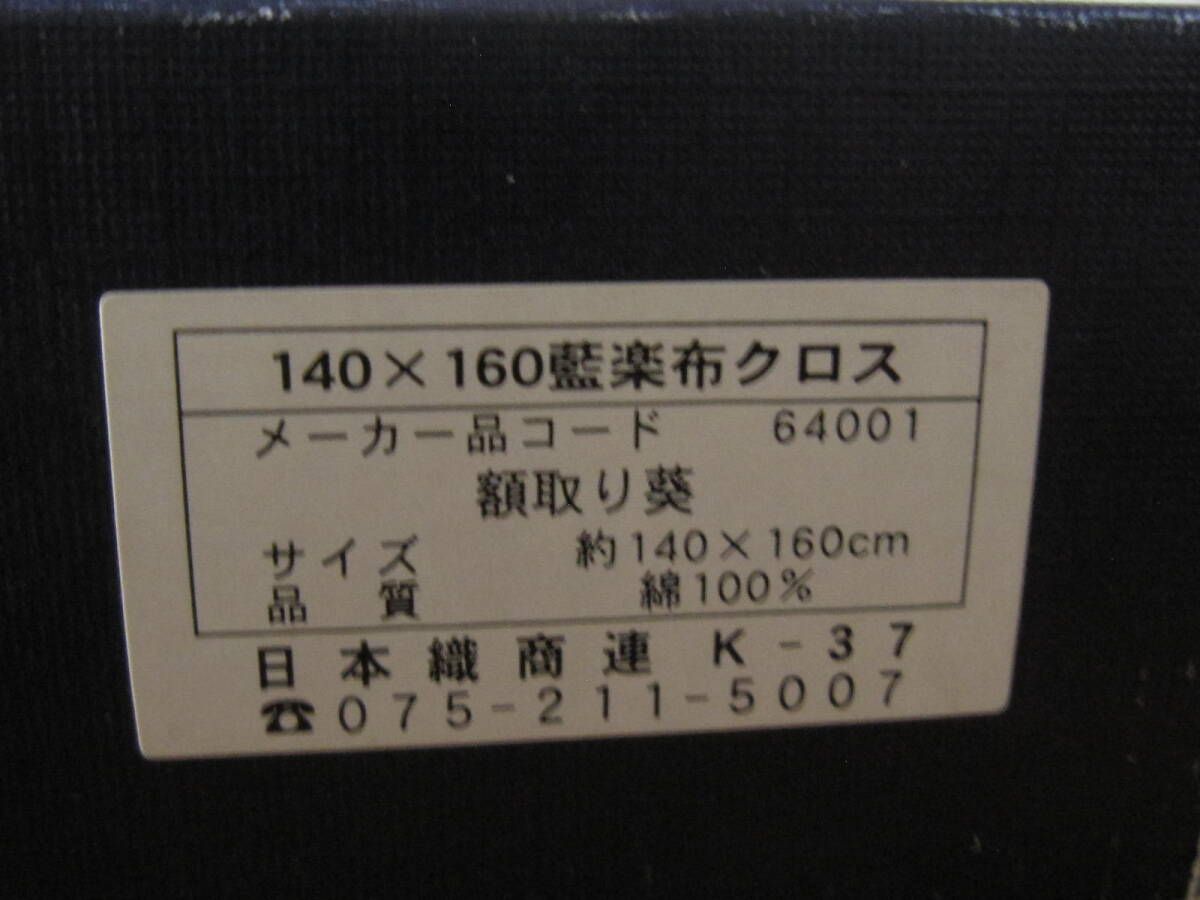 140×160藍楽布クロス
メーカー品コード 64001
額取り葵
サイズ 約140×160cm
品質 綿100%
日本織商連 K-37
☎075-211-5007